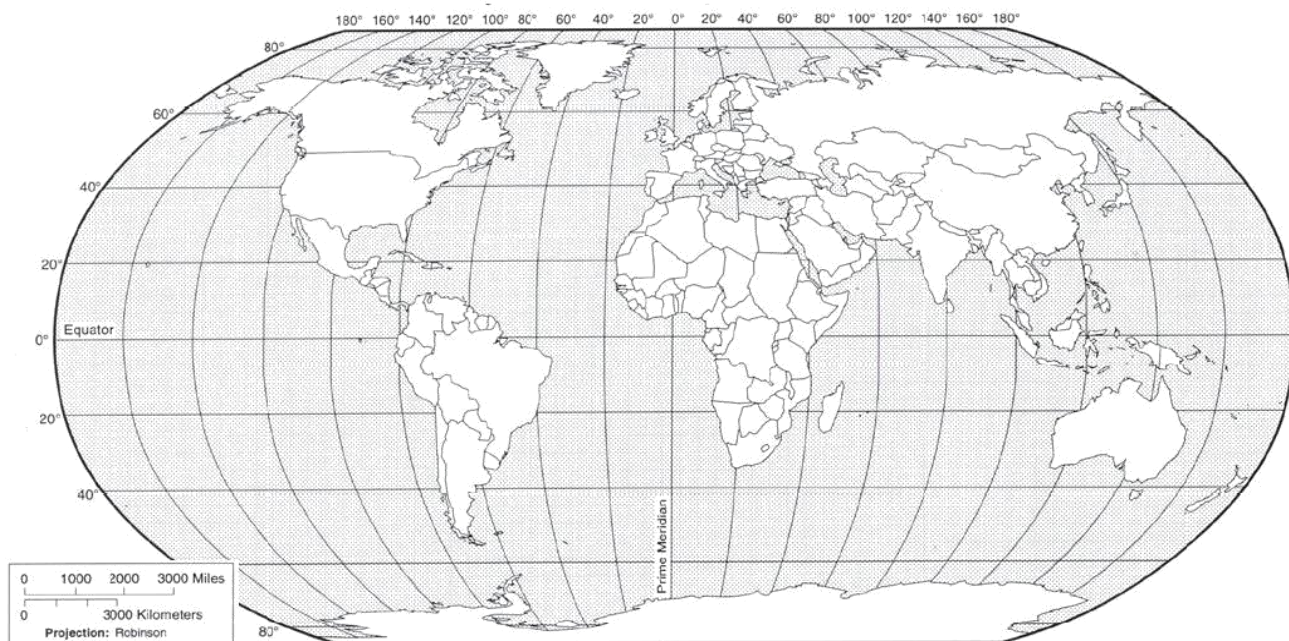 180° 160° 140° 120° 100° 80° 60° 40° 20° 0° 20° 40° 60° 80° 100° 120° 140° 160° 180°
80°
60°
40°
20°
Equator
0°
20°
40°
Prime Meridian
0 1000 2000 3000 Miles
0 3000 Kilometers
Projection: Robinson
80°